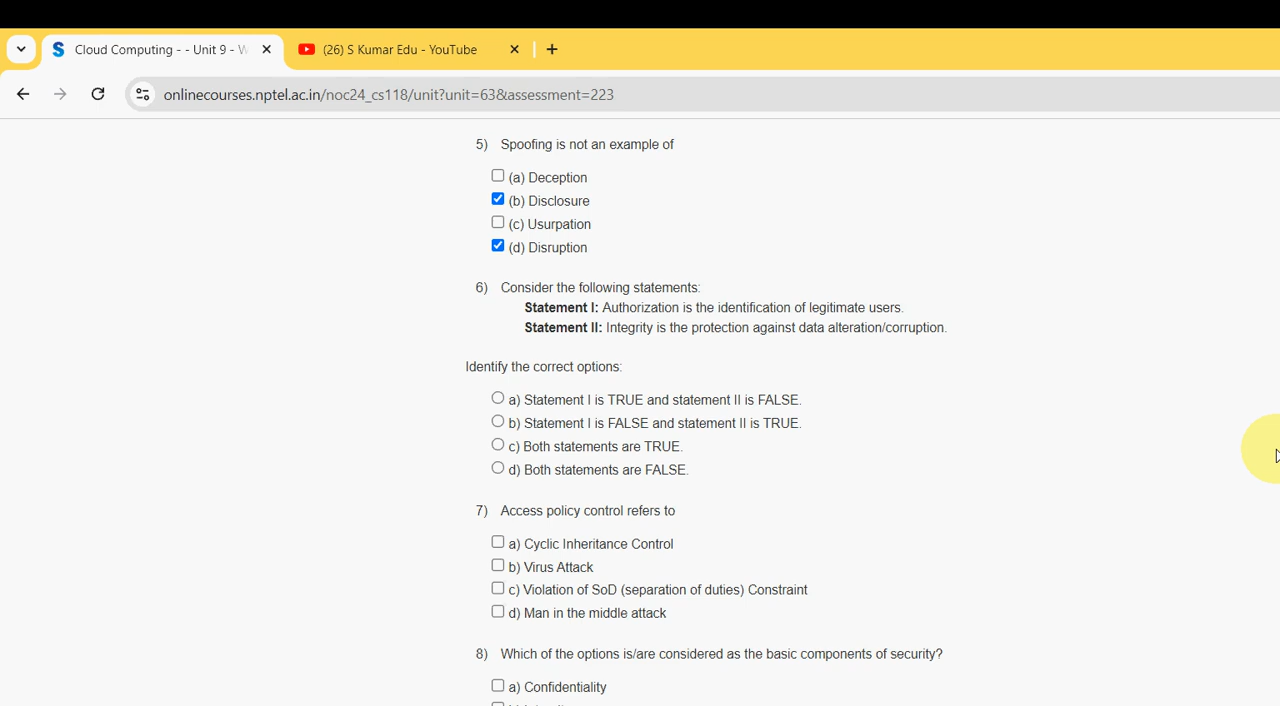 Cloud Computing - - Unit 9 - W
(26) S Kumar Edu - YouTube
onlinecourses.nptel.ac.in/noc24_cs118/unit?unit=63&assessment=223
5) Spoofing is not an example of
(a) Deception
(b) Disclosure
(c) Usurpation
(d) Disruption
6) Consider the following statements:
Statement I: Authorization is the identification of legitimate users.
Statement II: Integrity is the protection against data alteration/corruption.
Identify the correct options:
a) Statement I is TRUE and statement II is FALSE.
b) Statement I is FALSE and statement II is TRUE.
c) Both statements are TRUE.
d) Both statements are FALSE.
7) Access policy control refers to
a) Cyclic Inheritance Control
b) Virus Attack
c) Violation of SoD (separation of duties) Constraint
d) Man in the middle attack
8) Which of the options is/are considered as the basic components of security?
a) Confidentiality